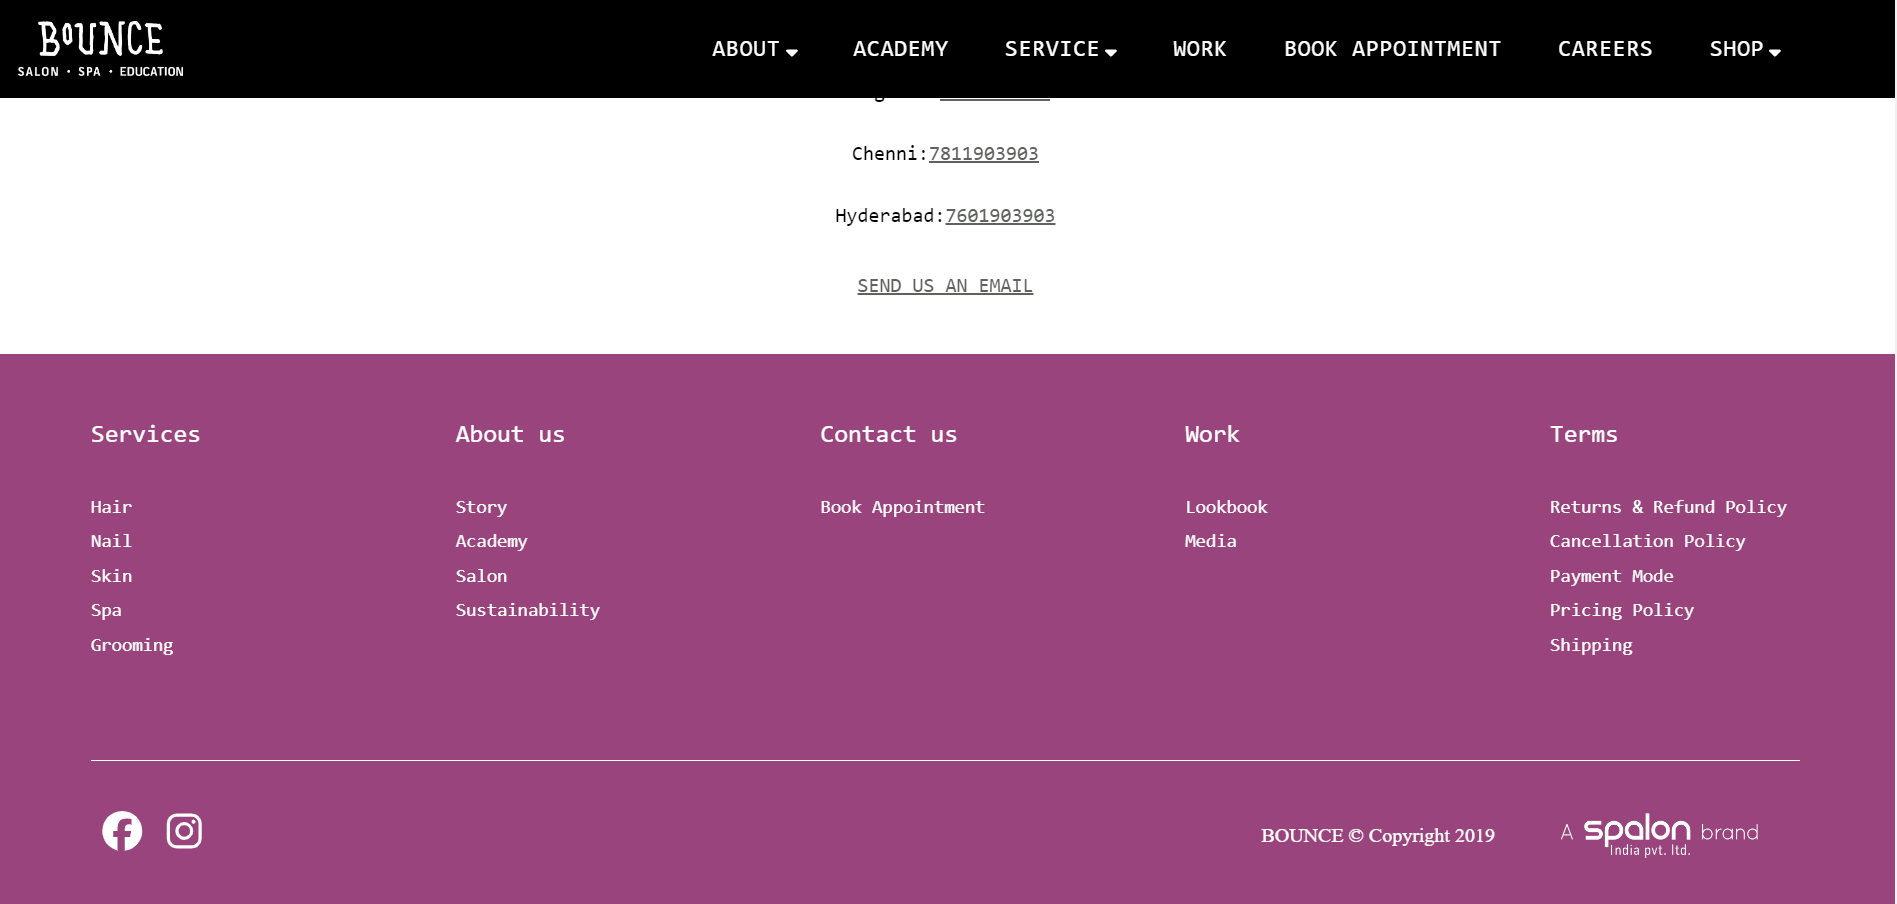 BOUNCE
SALON • SPA • EDUCATION
ABOUT ACADEMY SERVICE WORK BOOK APPOINTMENT CAREERS SHOP
Chenni:7811903903
Hyderabad:7601903903
SEND US AN EMAIL
Services
Hair
Nail
Skin
Spa
Grooming
About us
Story
Academy
Salon
Sustainability
Contact us
Book Appointment
Work
Lookbook
Media
Terms
Returns & Refund Policy
Cancellation Policy
Payment Mode
Pricing Policy
Shipping
BOUNCE © Copyright 2019
A spalon brand
India pvt. ltd.